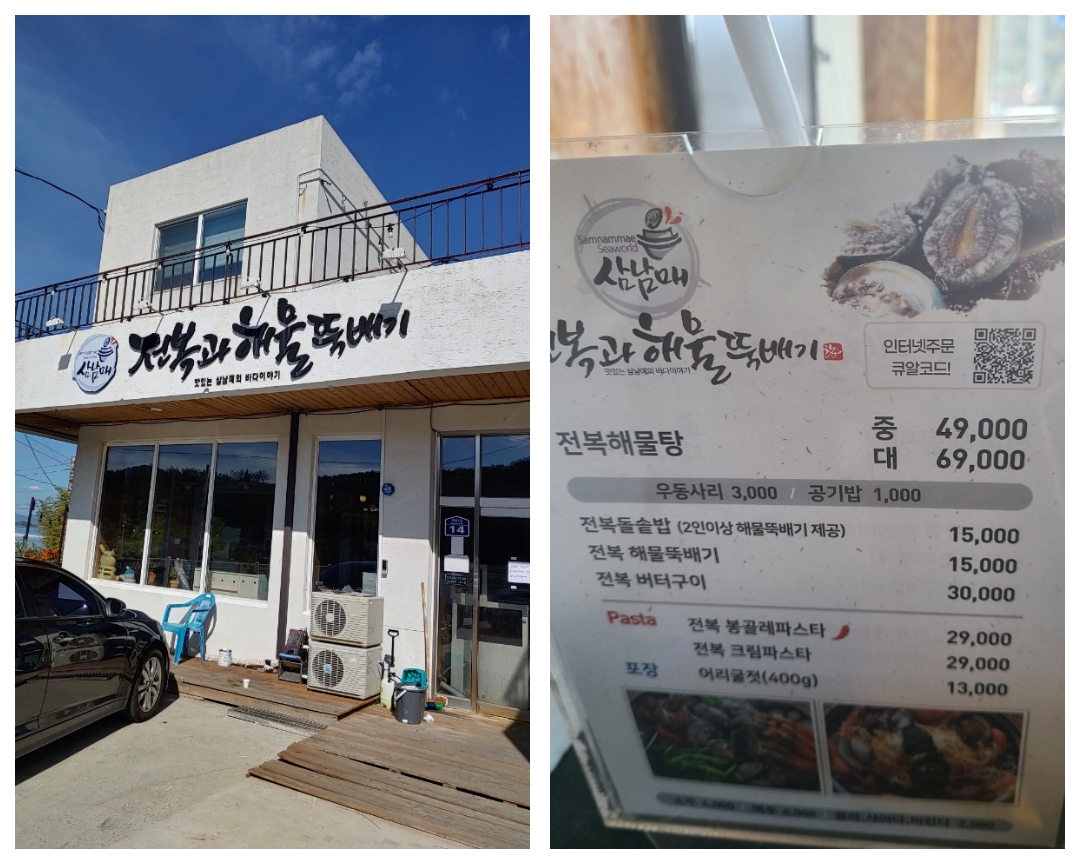 삼남매
전복과 해물뚝배기
맛있는 삼남매의 바다이야기
14
Samnammae
Seaworld
삼남매
전복과 해물뚝배기
맛있는 삼남매의 바다이야기
인터넷주문
큐알코드!
전복해물탕 중 49,000
대 69,000
우동사리 3,000 / 공기밥 1,000
전복돌솥밥 (2인이상 해물뚝배기 제공) 15,000
전복 해물뚝배기 15,000
전복 버터구이 30,000
Pasta 전복 봉골레파스타 29,000
전복 크림파스타 29,000
포장 어리굴젓(400g) 13,000